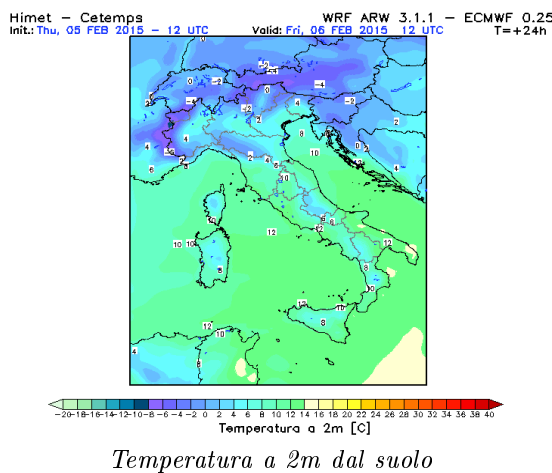 Himet – Cetemps WRF ARW 3.1.1 – ECMWF 0.25
Init.: Thu, 05 FEB 2015 – 12 UTC Valid: Fri, 06 FEB 2015 12 UTC T=+24h
-20 -18 -16 -14 -12 -10 -8 -6 -4 -2 0 2 4 6 8 10 12 14 16 18 20 22 24 26 28 30 32 34 36 38 40
Temperatura a 2m [C]
Temperatura a 2m dal suolo